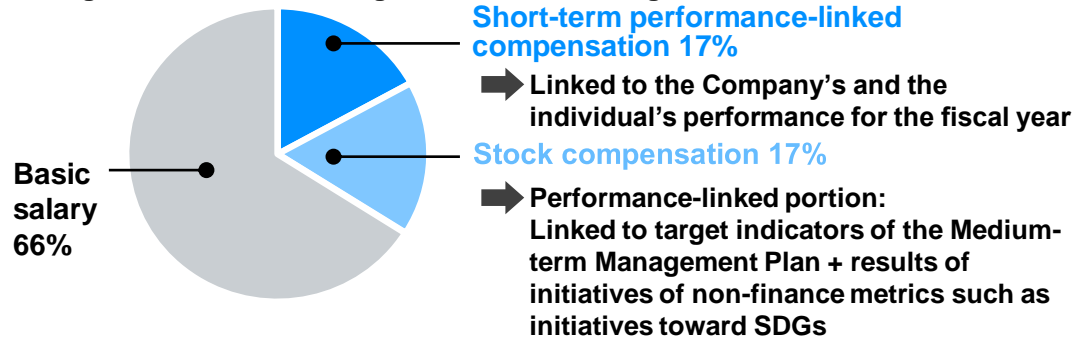 Short-term performance-linked
compensation 17%
Linked to the Company's and the
individual's performance for the fiscal year
Stock compensation 17%
Basic
salary
66%
Performance-linked portion:
Linked to target indicators of the Medium-
term Management Plan + results of
initiatives of non-finance metrics such as
initiatives toward SDGs